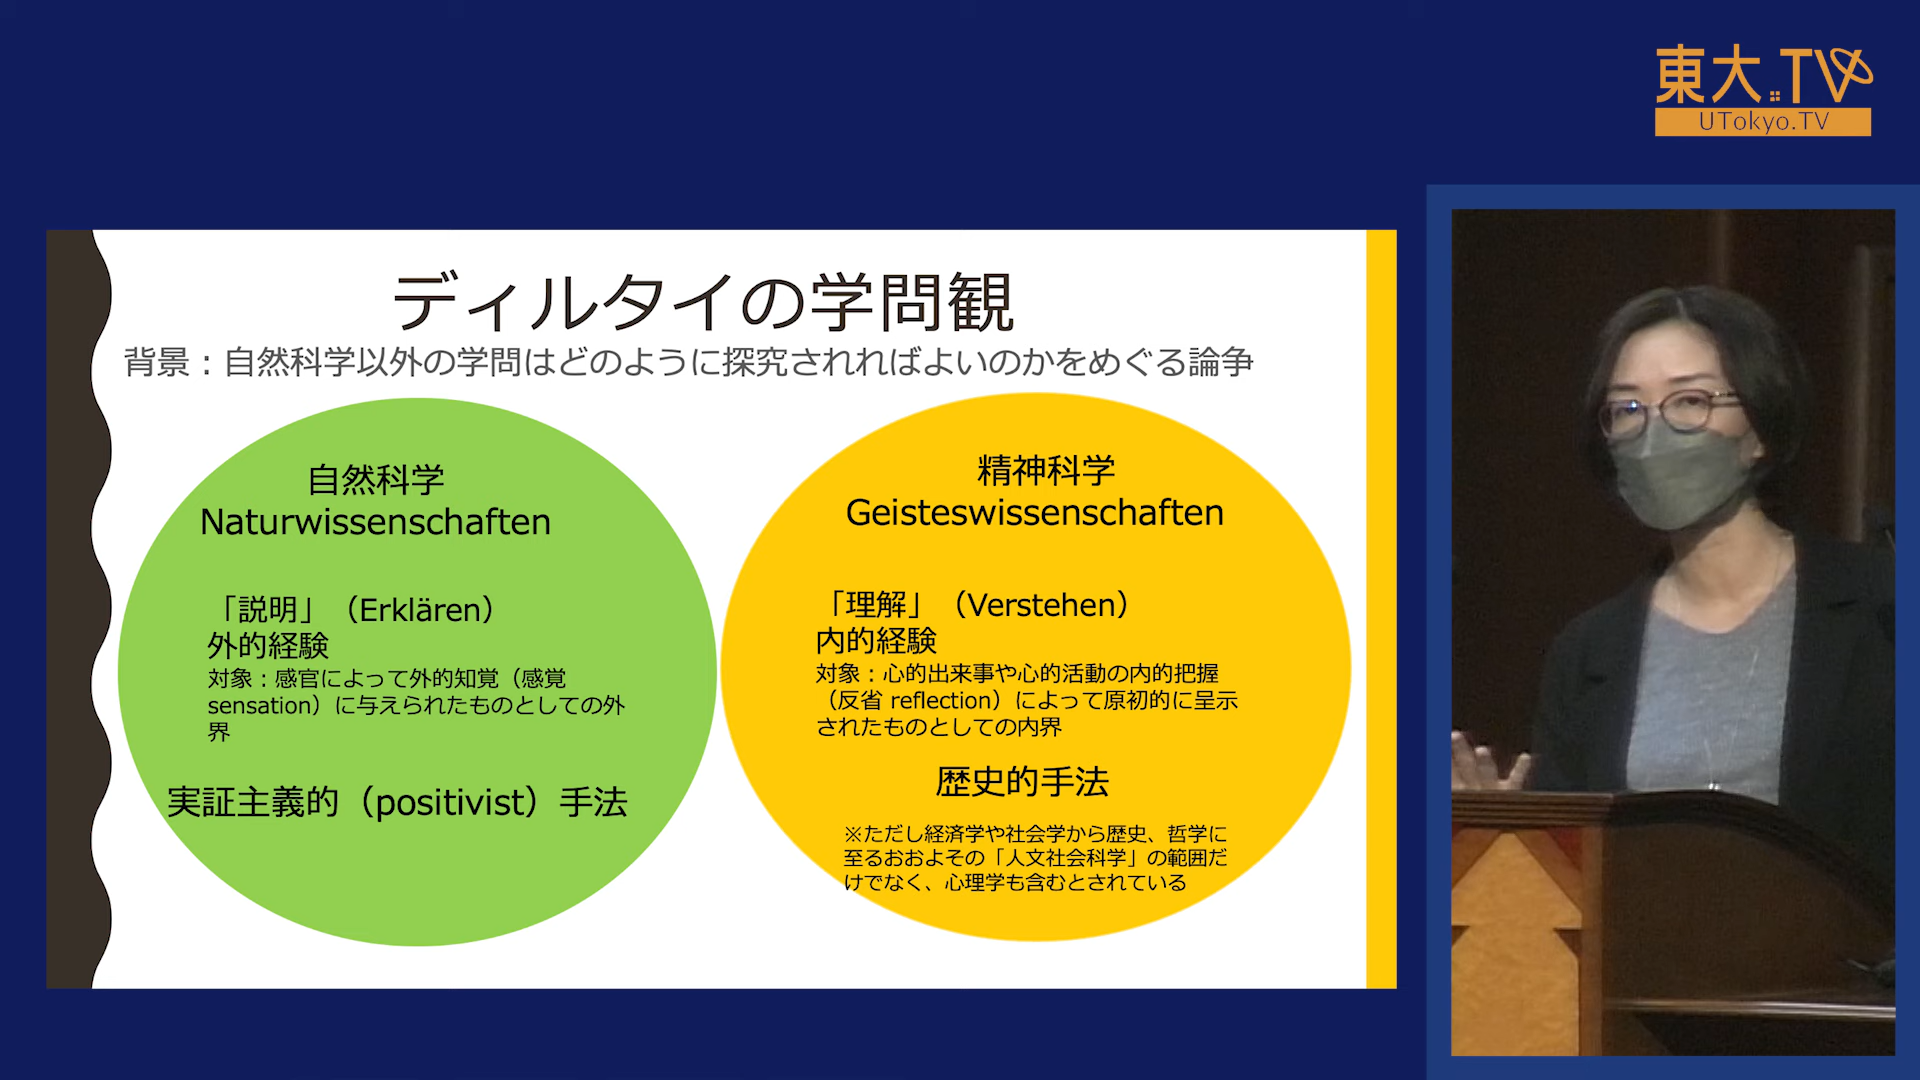 東大TV
UTokyo.TV
ディルタイの学問観
背景：自然科学以外の学問はどのように探究されればよいのかをめぐる論争
自然科学
Naturwissenschaften
「説明」（Erklären）
外的経験
対象：感官によって外的知覚（感覚
sensation）に与えられたものとしての外
界
実証主義的（positivist）手法
精神科学
Geisteswissenschaften
「理解」（Verstehen）
内的経験
対象：心的出来事や心的活動の内的把握
（反省 reflection）によって原初的に呈示
されたものとしての内界
歴史的手法
※ただし経済学や社会学から歴史、哲学に
至るおおよその「人文社会科学」の範囲だ
けでなく、心理学も含むとされている